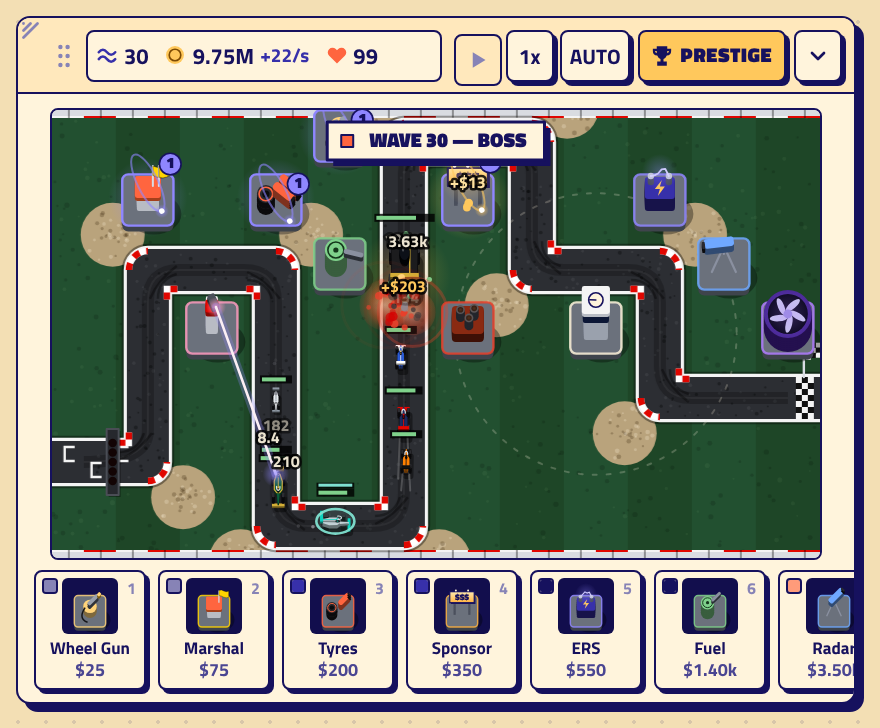 30 9.75M +22/s 99
1x AUTO PRESTIGE
WAVE 30 — BOSS
1
1
1
+$13
3.63k
+$203
182
8.4
210
1 2 3 4 5 6
$$$
Wheel Gun Marshal Tyres Sponsor ERS Fuel Radar
$25 $75 $200 $350 $550 $1.40k $3.50